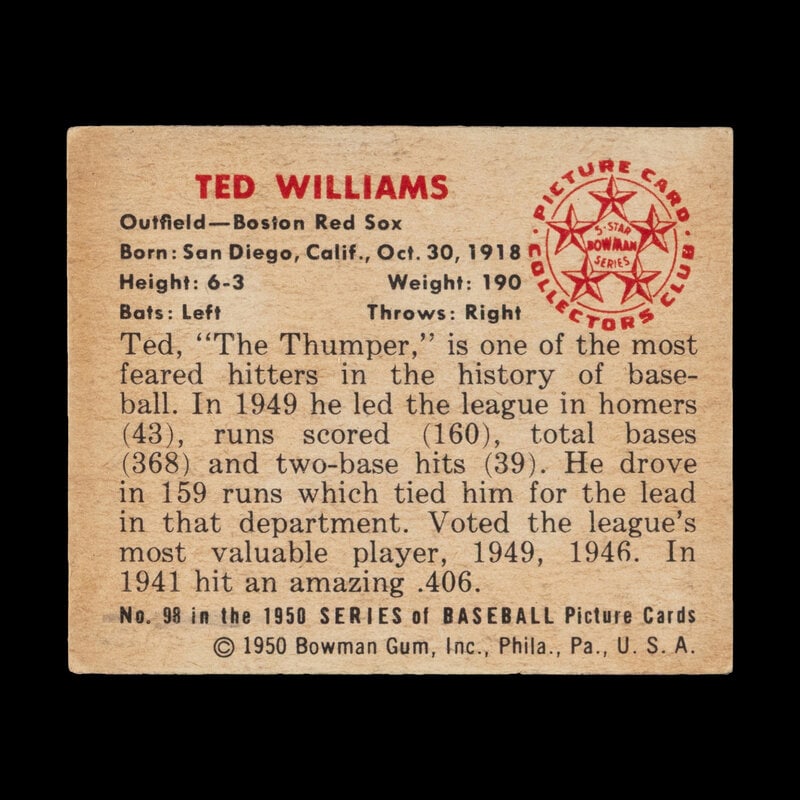 TED WILLIAMS
Outfield—Boston Red Sox
Born: San Diego, Calif., Oct. 30, 1918
Height: 6-3 Weight: 190
Bats: Left Throws: Right
· PICTURE CARD ·
COLLECTORS CLUB
5-STAR
BOWMAN
SERIES
Ted, "The Thumper," is one of the most
feared hitters in the history of base-
ball. In 1949 he led the league in homers
(43), runs scored (160), total bases
(368) and two-base hits (39). He drove
in 159 runs which tied him for the lead
in that department. Voted the league's
most valuable player, 1949, 1946. In
1941 hit an amazing .406.
No. 98 in the 1950 SERIES of BASEBALL Picture Cards
© 1950 Bowman Gum, Inc., Phila., Pa., U. S. A.